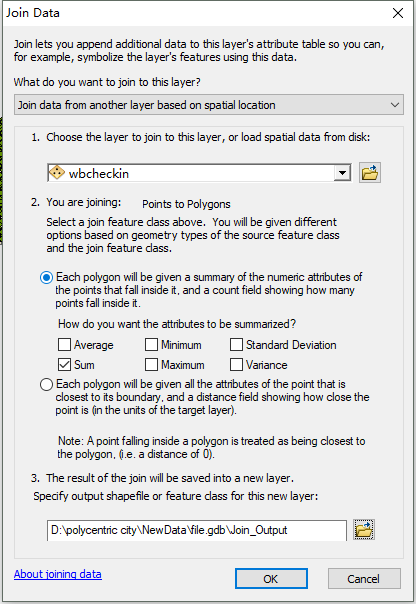 Join Data
Join lets you append additional data to this layer's attribute table so you can,
for example, symbolize the layer's features using this data.
What do you want to join to this layer?
Join data from another layer based on spatial location
1. Choose the layer to join to this layer, or load spatial data from disk:
wbcheckin
2. You are joining: Points to Polygons
Select a join feature class above. You will be given different
options based on geometry types of the source feature class
and the join feature class.
Each polygon will be given a summary of the numeric attributes of
the points that fall inside it, and a count field showing how many
points fall inside it.
How do you want the attributes to be summarized?
Average Minimum Standard Deviation
Sum Maximum Variance
Each polygon will be given all the attributes of the point that is
closest to its boundary, and a distance field showing how close the
point is (in the units of the target layer).
Note: A point falling inside a polygon is treated as being closest to
the polygon, (i.e. a distance of 0).
3. The result of the join will be saved into a new layer.
Specify output shapefile or feature class for this new layer:
D:\polycentric city\NewData\file.gdb\Join_Output
About joining data
OK Cancel